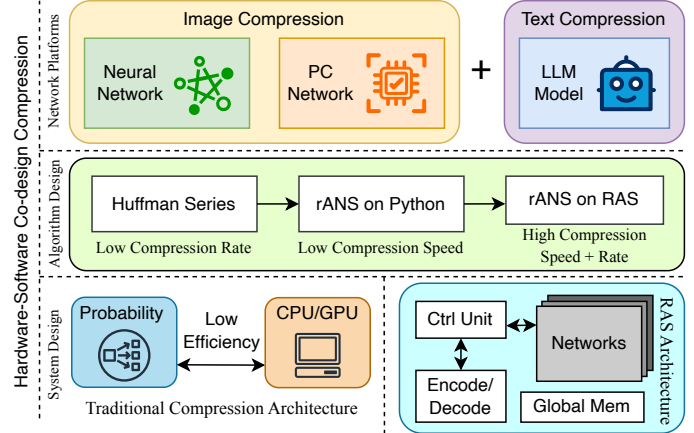 Hardware-Software Co-design Compression
Network Platforms
Image Compression
Neural
Network
PC
Network
+
Text Compression
LLM
Model
Algorithm Design
Huffman Series
Low Compression Rate
rANS on Python
Low Compression Speed
rANS on RAS
High Compression
Speed + Rate
System Design
Probability
Low
Efficiency
CPU/GPU
Traditional Compression Architecture
Ctrl Unit
Networks
Encode/
Decode
Global Mem
RAS Architecture